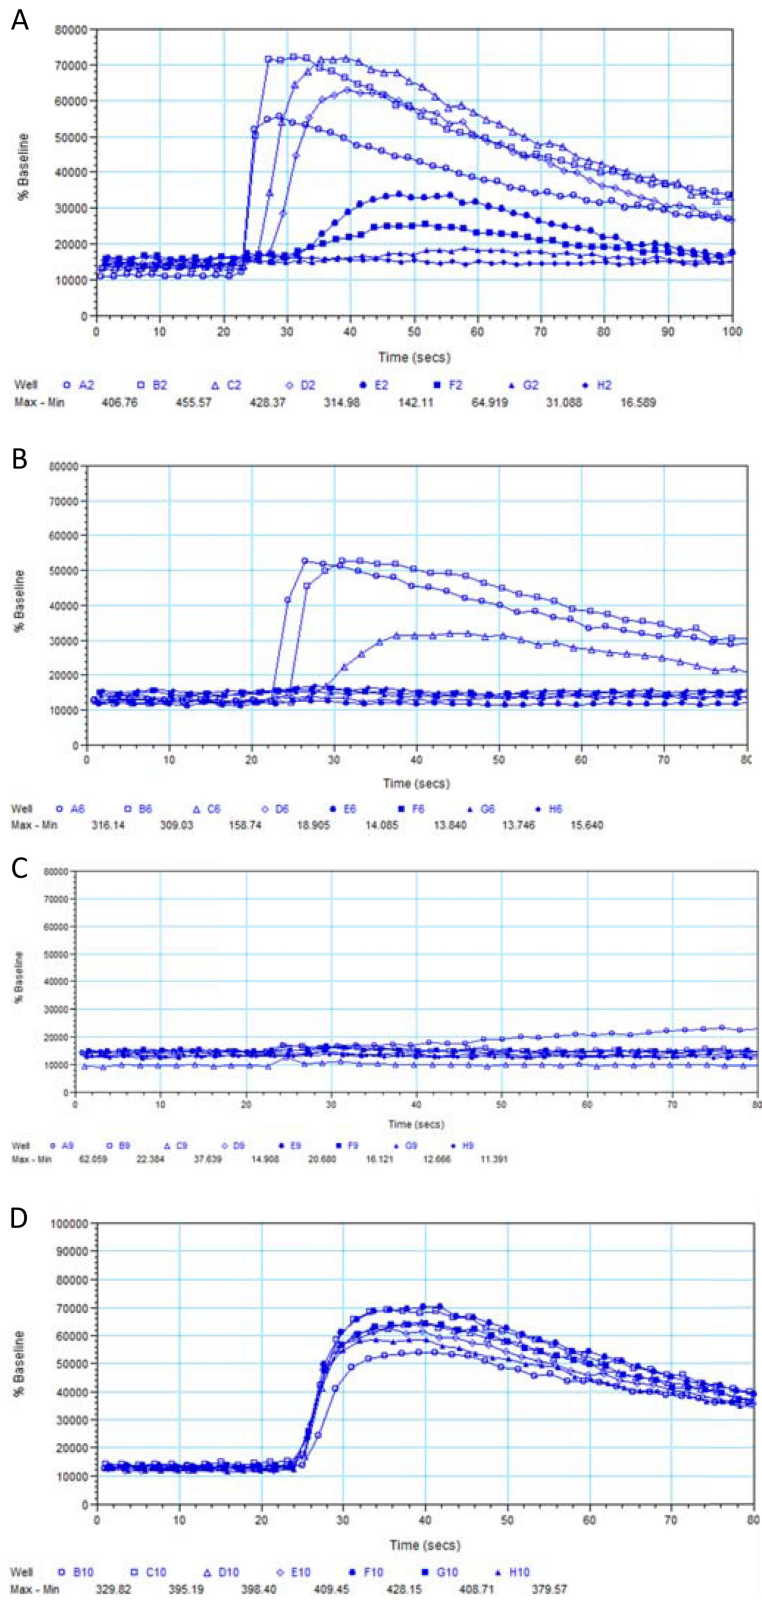 A
80000
70000
60000
50000
40000
30000
20000
10000
0
% Baseline
0 10 20 30 40 50 60 70 80 90 100
Time (secs)
Well A2 B2 C2 D2 E2 F2 G2 H2
Max - Min 406.76 455.57 428.37 314.98 142.11 64.919 31.088 16.589
B
80000
70000
60000
50000
40000
30000
20000
10000
0
% Baseline
0 10 20 30 40 50 60 70 80
Time (secs)
Well A6 B6 C6 D6 E6 F6 G6 H6
Max - Min 316.14 309.03 158.74 18.905 14.085 13.840 13.746 15.640
C
80000
70000
60000
50000
40000
30000
20000
10000
0
% Baseline
0 10 20 30 40 50 60 70 80
Time (secs)
Well A9 B9 C9 D9 E9 F9 G9 H9
Max - Min 62.059 22.384 37.639 14.908 20.680 16.121 12.666 11.391
D
100000
90000
80000
70000
60000
50000
40000
30000
20000
10000
0
% Baseline
0 10 20 30 40 50 60 70 80
Time (secs)
Well B10 C10 D10 E10 F10 G10 H10
Max - Min 329.82 395.19 398.40 409.45 428.15 408.71 379.57